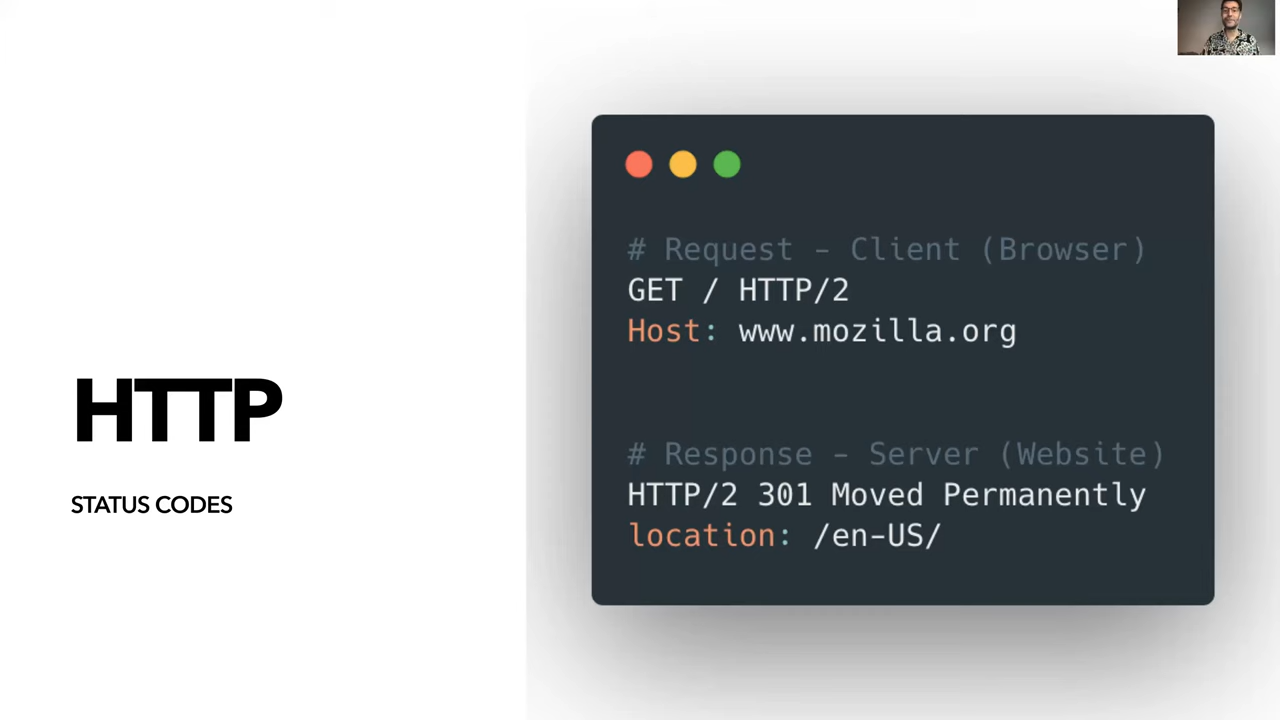 HTTP
STATUS CODES
# Request - Client (Browser)
GET / HTTP/2
Host: www.mozilla.org
# Response - Server (Website)
HTTP/2 301 Moved Permanently
location: /en-US/